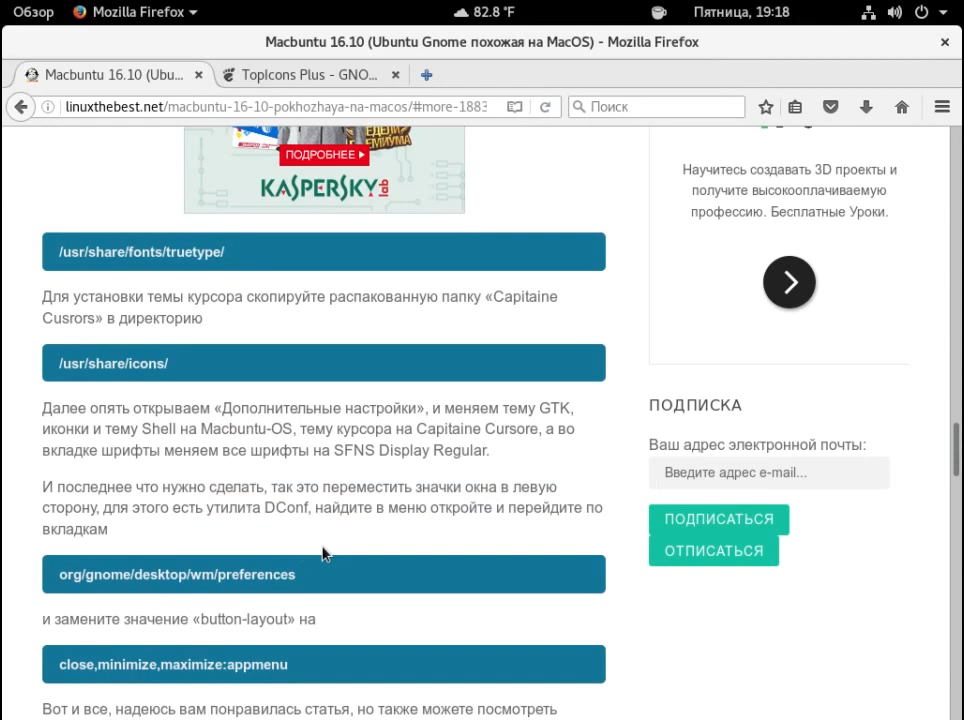 Обзор Mozilla Firefox 82.8 °F Пятница, 19:18
Macbuntu 16.10 (Ubuntu Gnome похожая на MacOS) - Mozilla Firefox
Macbuntu 16.10 (Ubu... TopIcons Plus - GNO...
linuxthebest.net/macbuntu-16-10-pokhozhaya-na-macos/#more-1883 Поиск
ПОДРОБНЕЕ
KASPERSKY lab
/usr/share/fonts/truetype/
Для установки темы курсора скопируйте распакованную папку «Capitaine
Cusrors» в директорию
/usr/share/icons/
Далее опять открываем «Дополнительные настройки», и меняем тему GTK,
иконки и тему Shell на Macbuntu-OS, тему курсора на Capitaine Cursore, а во
вкладке шрифты меняем все шрифты на SFNS Display Regular.
И последнее что нужно сделать, так это переместить значки окна в левую
сторону, для этого есть утилита DConf, найдите в меню откройте и перейдите по
вкладкам
org/gnome/desktop/wm/preferences
и замените значение «button-layout» на
close,minimize,maximize:appmenu
Вот и все, надеюсь вам понравилась статья, но также можете посмотреть
Научитесь создавать 3D проекты и
получите высокооплачиваемую
профессию. Бесплатные Уроки.
ПОДПИСКА
Ваш адрес электронной почты:
Введите адрес e-mail...
ПОДПИСАТЬСЯ
ОТПИСАТЬСЯ